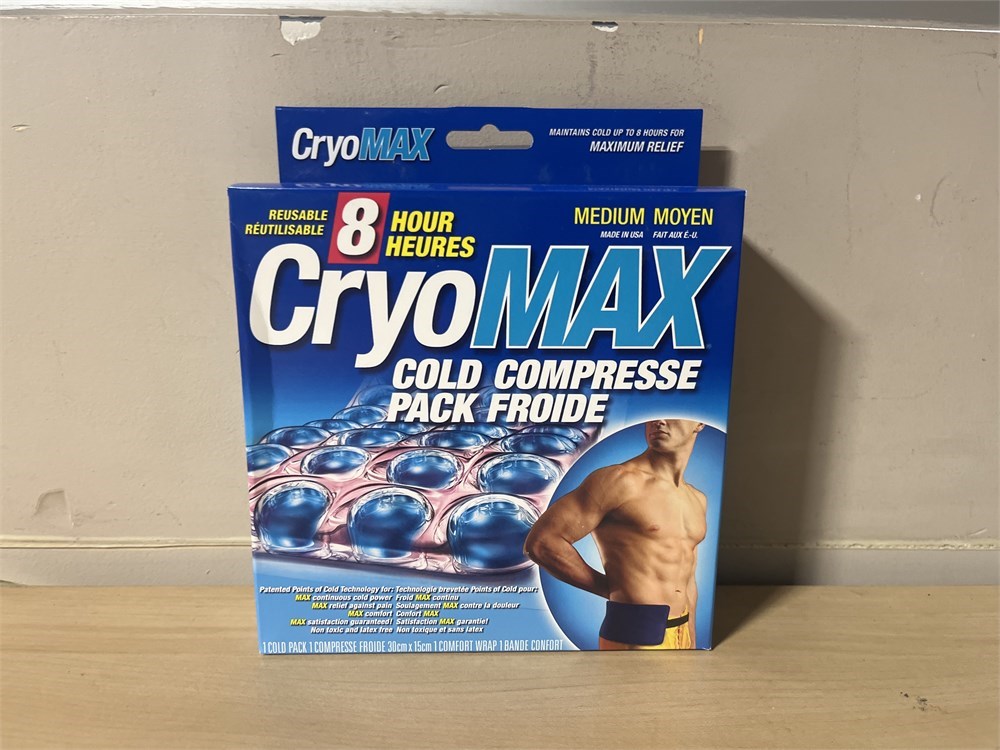 CryoMAX
MAINTAINS COLD UP TO 8 HOURS FOR
MAXIMUM RELIEF
REUSABLE
RÉUTILISABLE
8
HOUR
HEURES
MEDIUM MOYEN
MADE IN USA FAIT AUX É.-U.
CryoMAX
COLD COMPRESSE
PACK FROIDE
Patented Points of Cold Technology for: Technologie brevetée Points of Cold pour:
MAX continuous cold power Froid MAX continu
MAX relief against pain Soulagement MAX contre la douleur
MAX comfort Confort MAX
MAX satisfaction guaranteed! Satisfaction MAX garantie!
Non toxic and latex free Non toxique et sans latex
1 COLD PACK 1 COMPRESSE FROIDE 30cm x 15cm 1 COMFORT WRAP 1 BANDE CONFORT